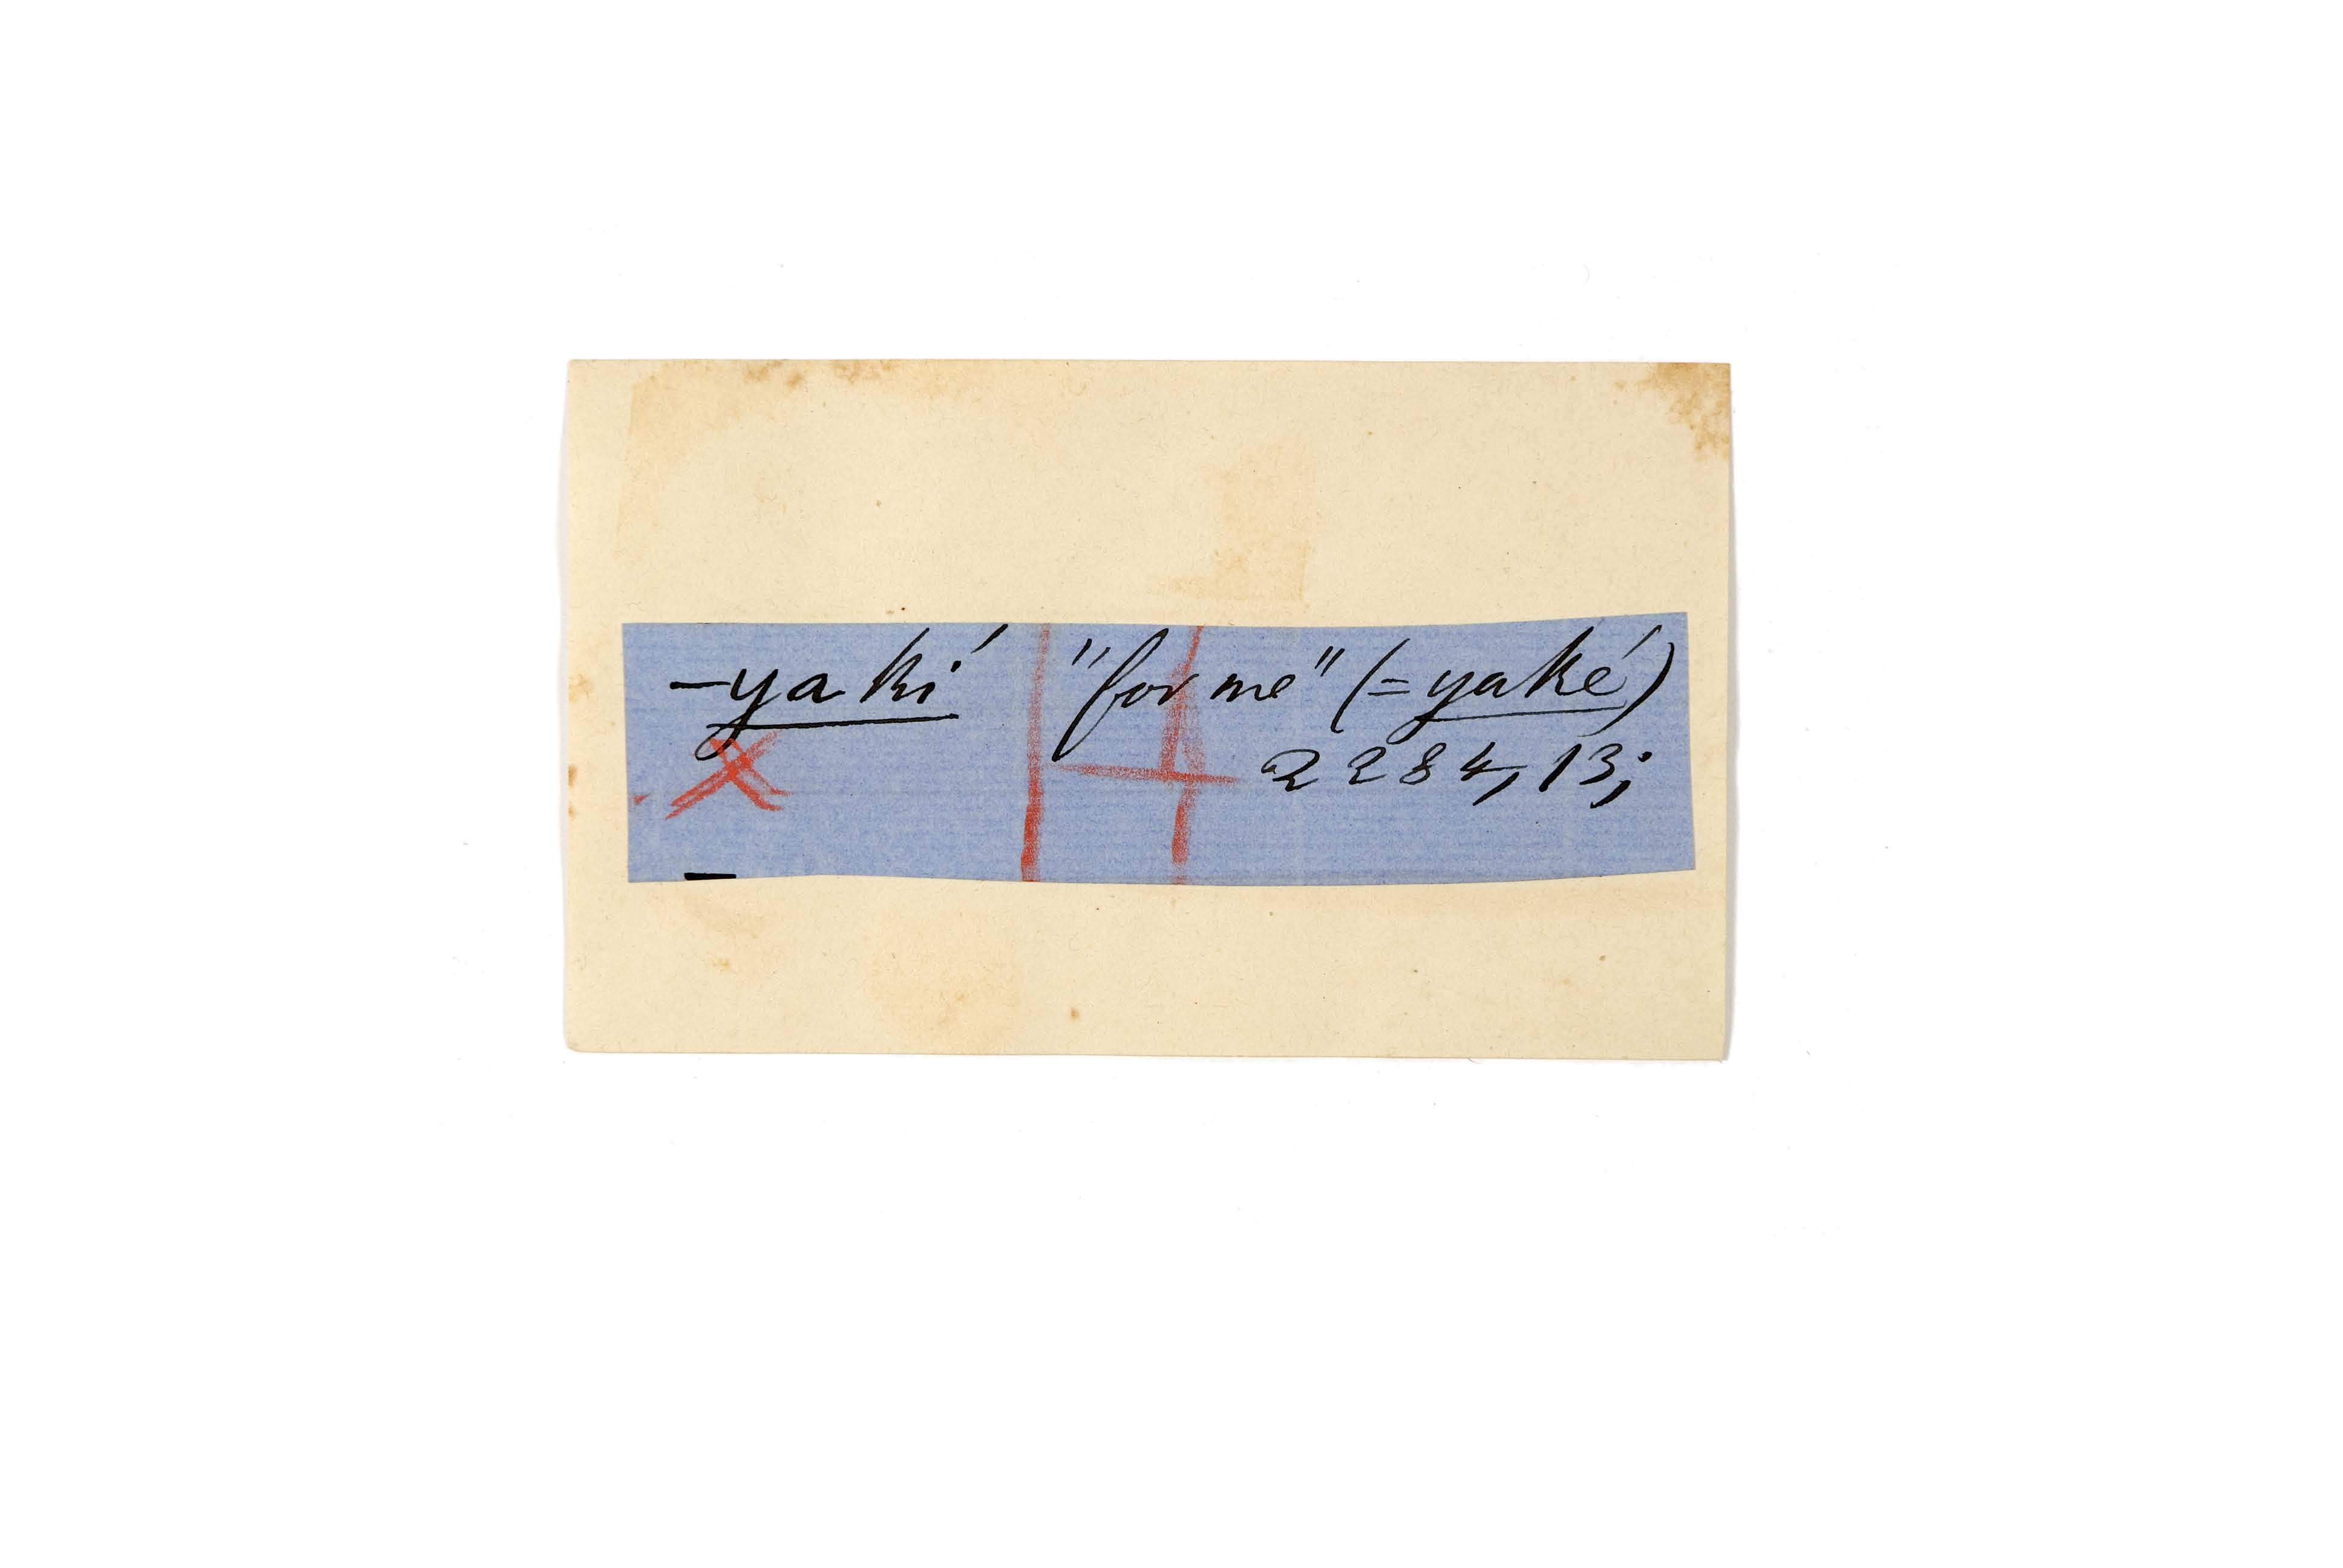 -yakí "for me" (= yaké)
2284, 13;